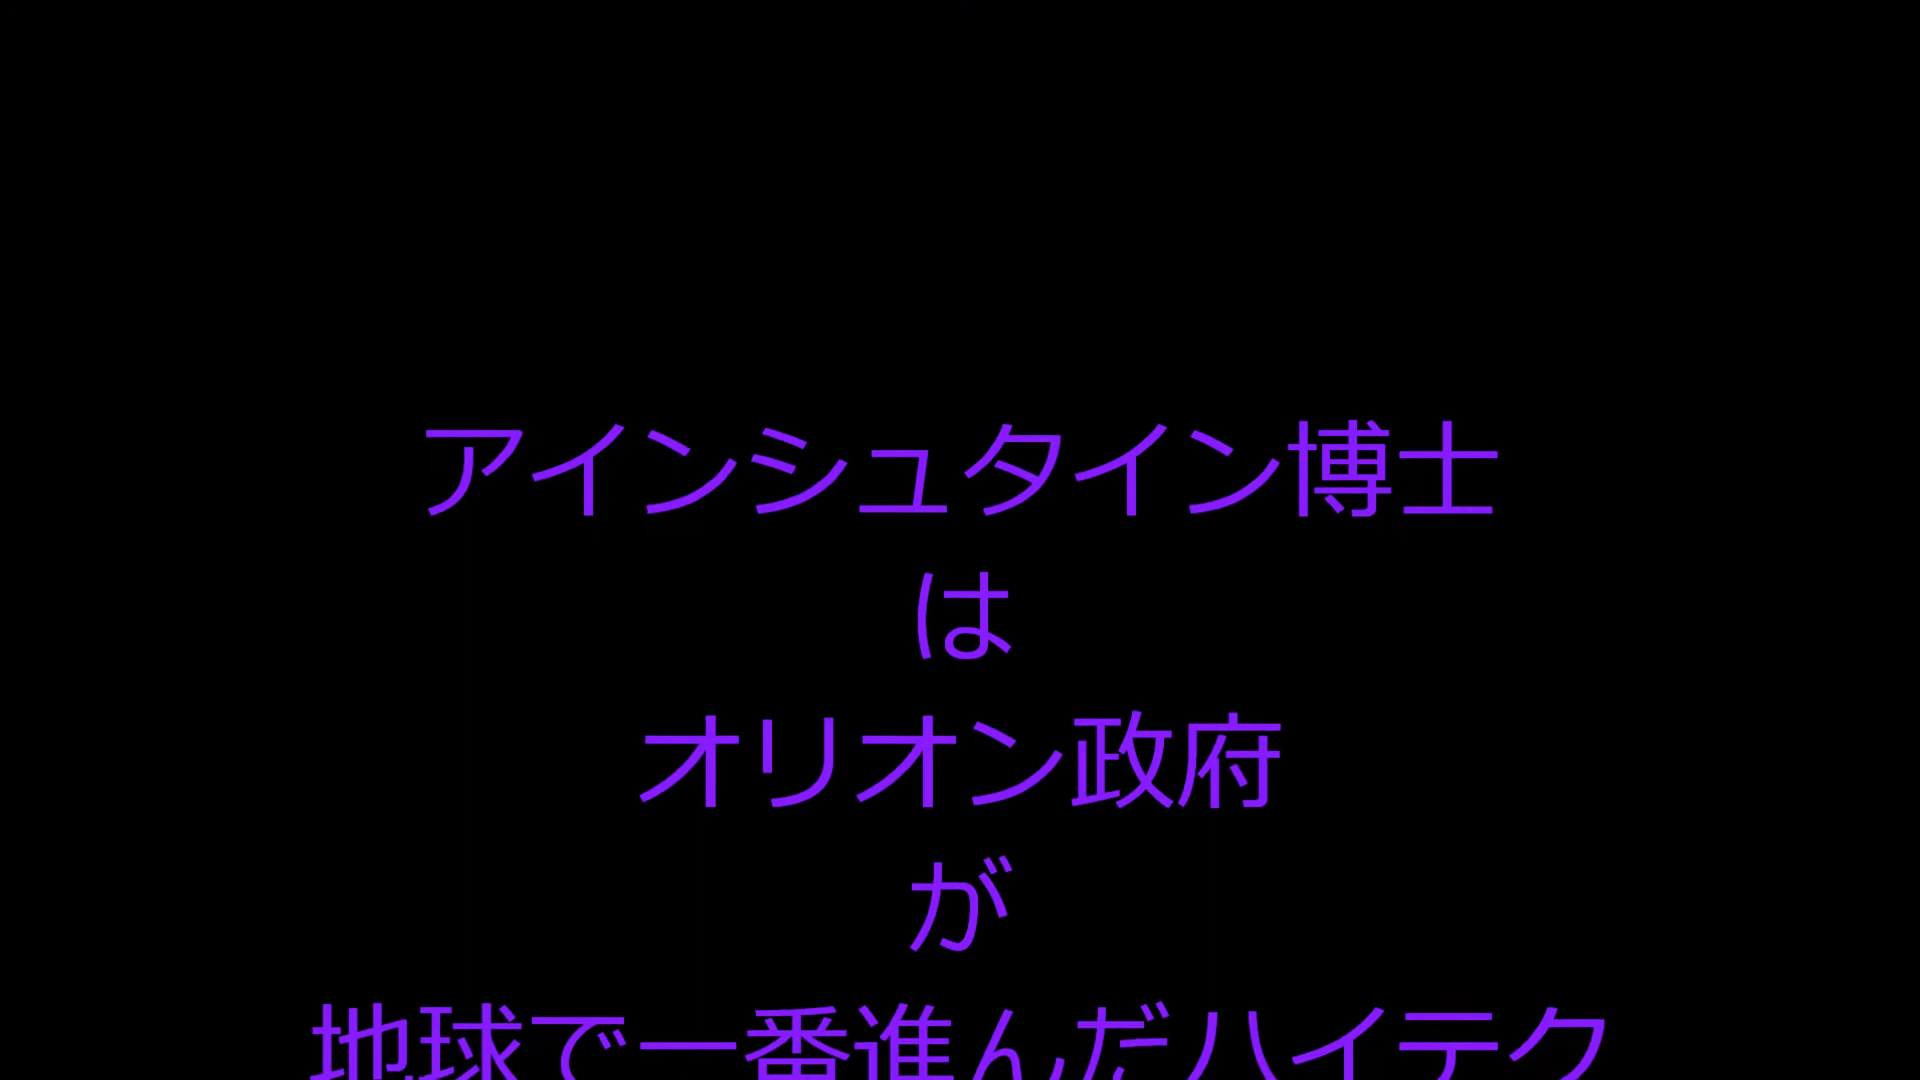 アインシュタイン博士
は
オリオン政府
が
地球で一番進んだハイテク